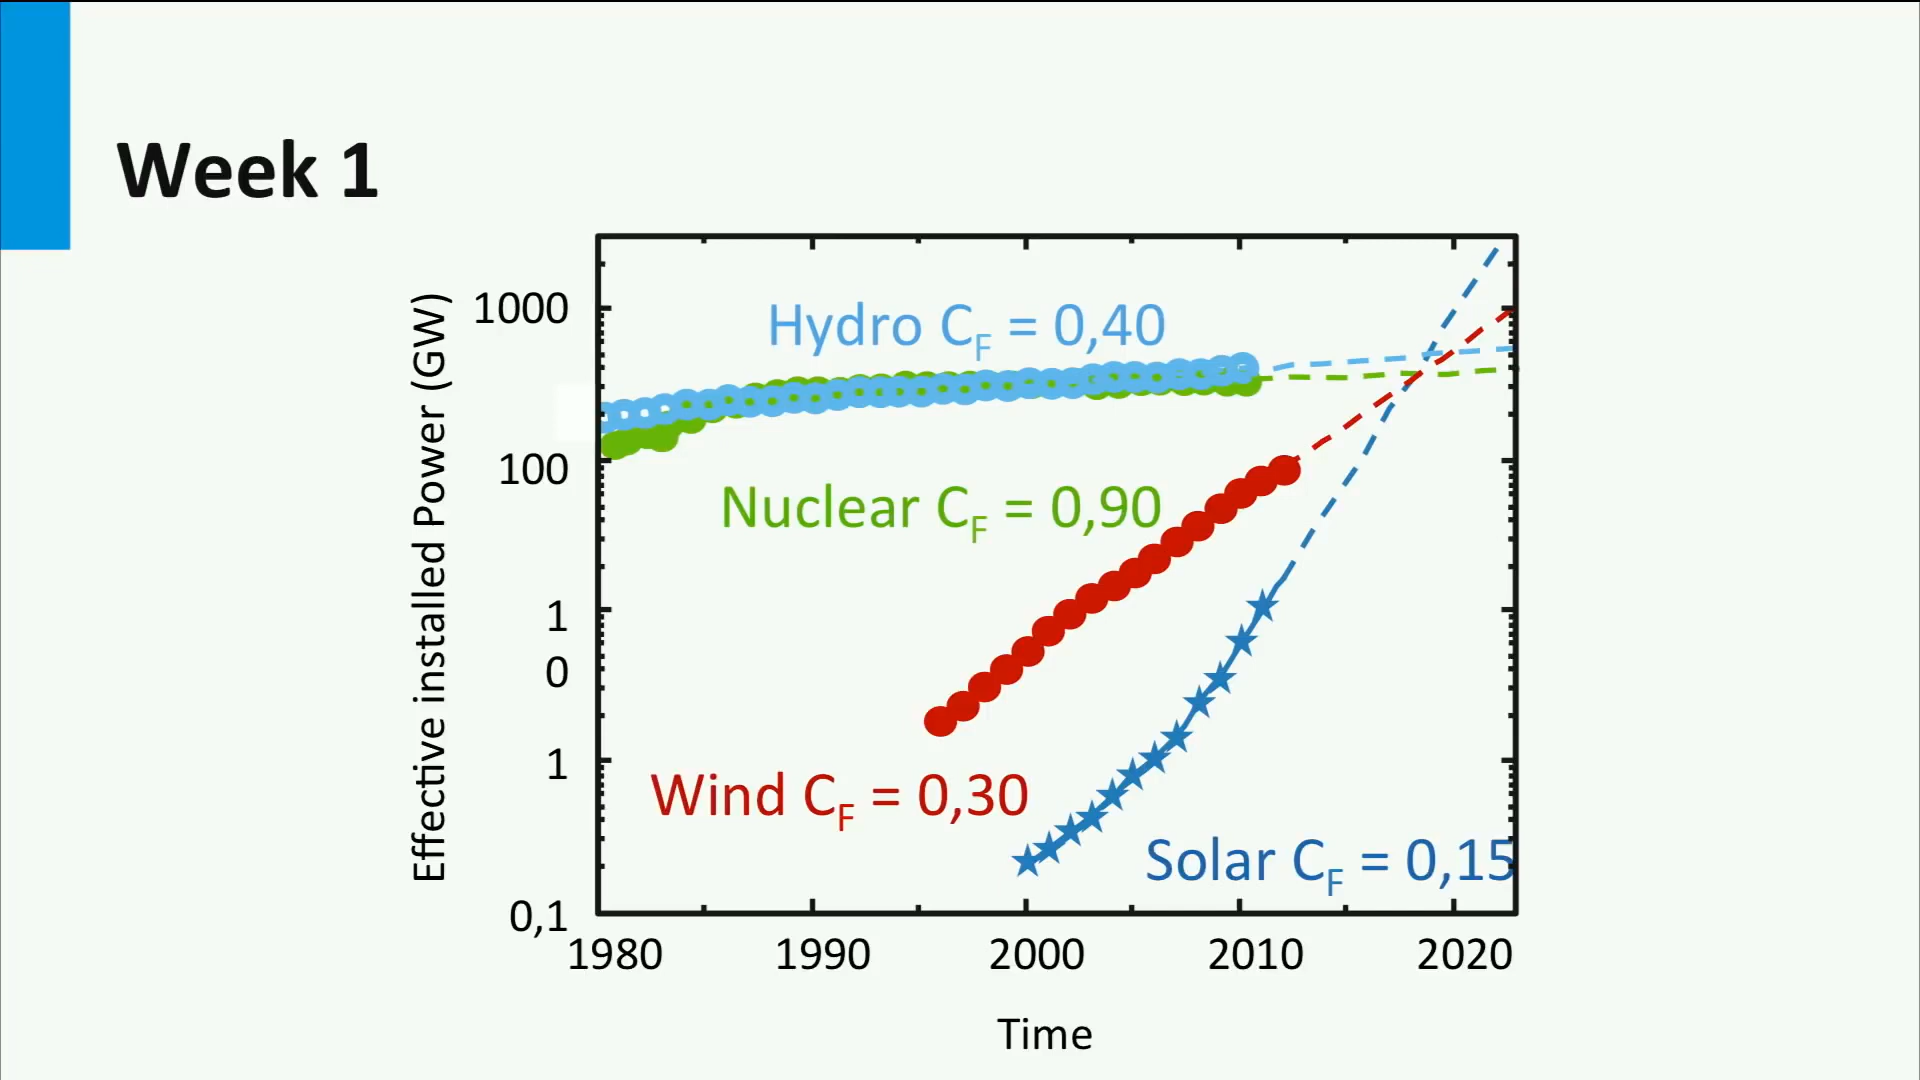 Week 1
Effective installed Power (GW)
1000
100
1
0
1
0,1
Hydro CF = 0,40
Nuclear CF = 0,90
Wind CF = 0,30
Solar CF = 0,15
1980 1990 2000 2010 2020
Time